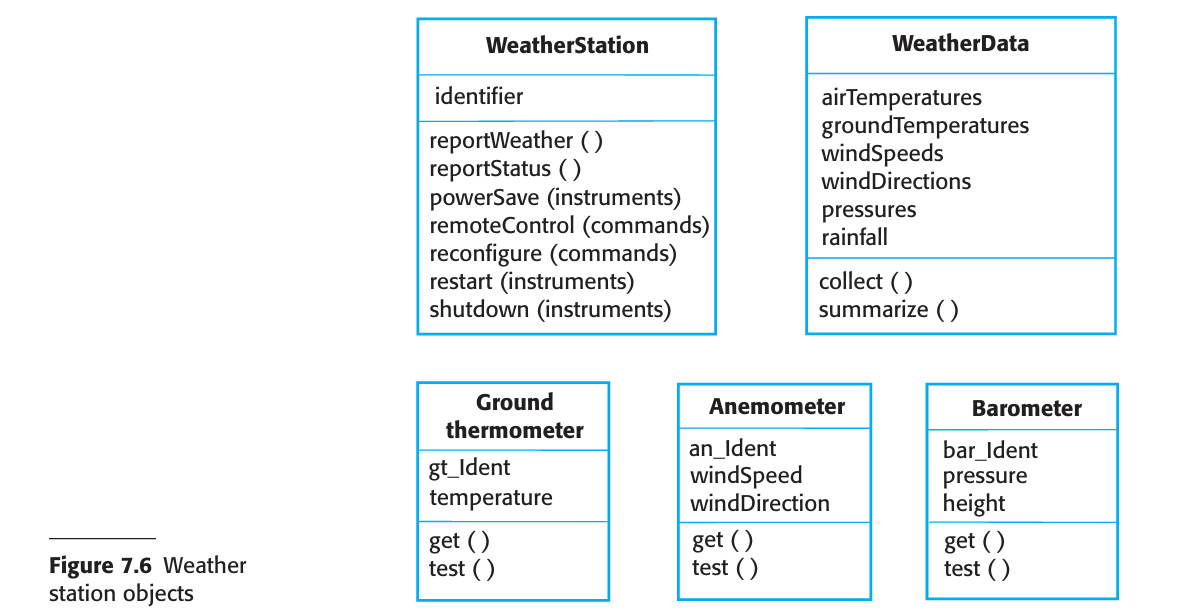 WeatherStation
identifier
reportWeather ( )
reportStatus ( )
powerSave (instruments)
remoteControl (commands)
reconfigure (commands)
restart (instruments)
shutdown (instruments)
WeatherData
airTemperatures
groundTemperatures
windSpeeds
windDirections
pressures
rainfall
collect ( )
summarize ( )
Ground
thermometer
gt_Ident
temperature
get ( )
test ( )
Anemometer
an_Ident
windSpeed
windDirection
get ( )
test ( )
Barometer
bar_Ident
pressure
height
get ( )
test ( )
Figure 7.6 Weather
station objects